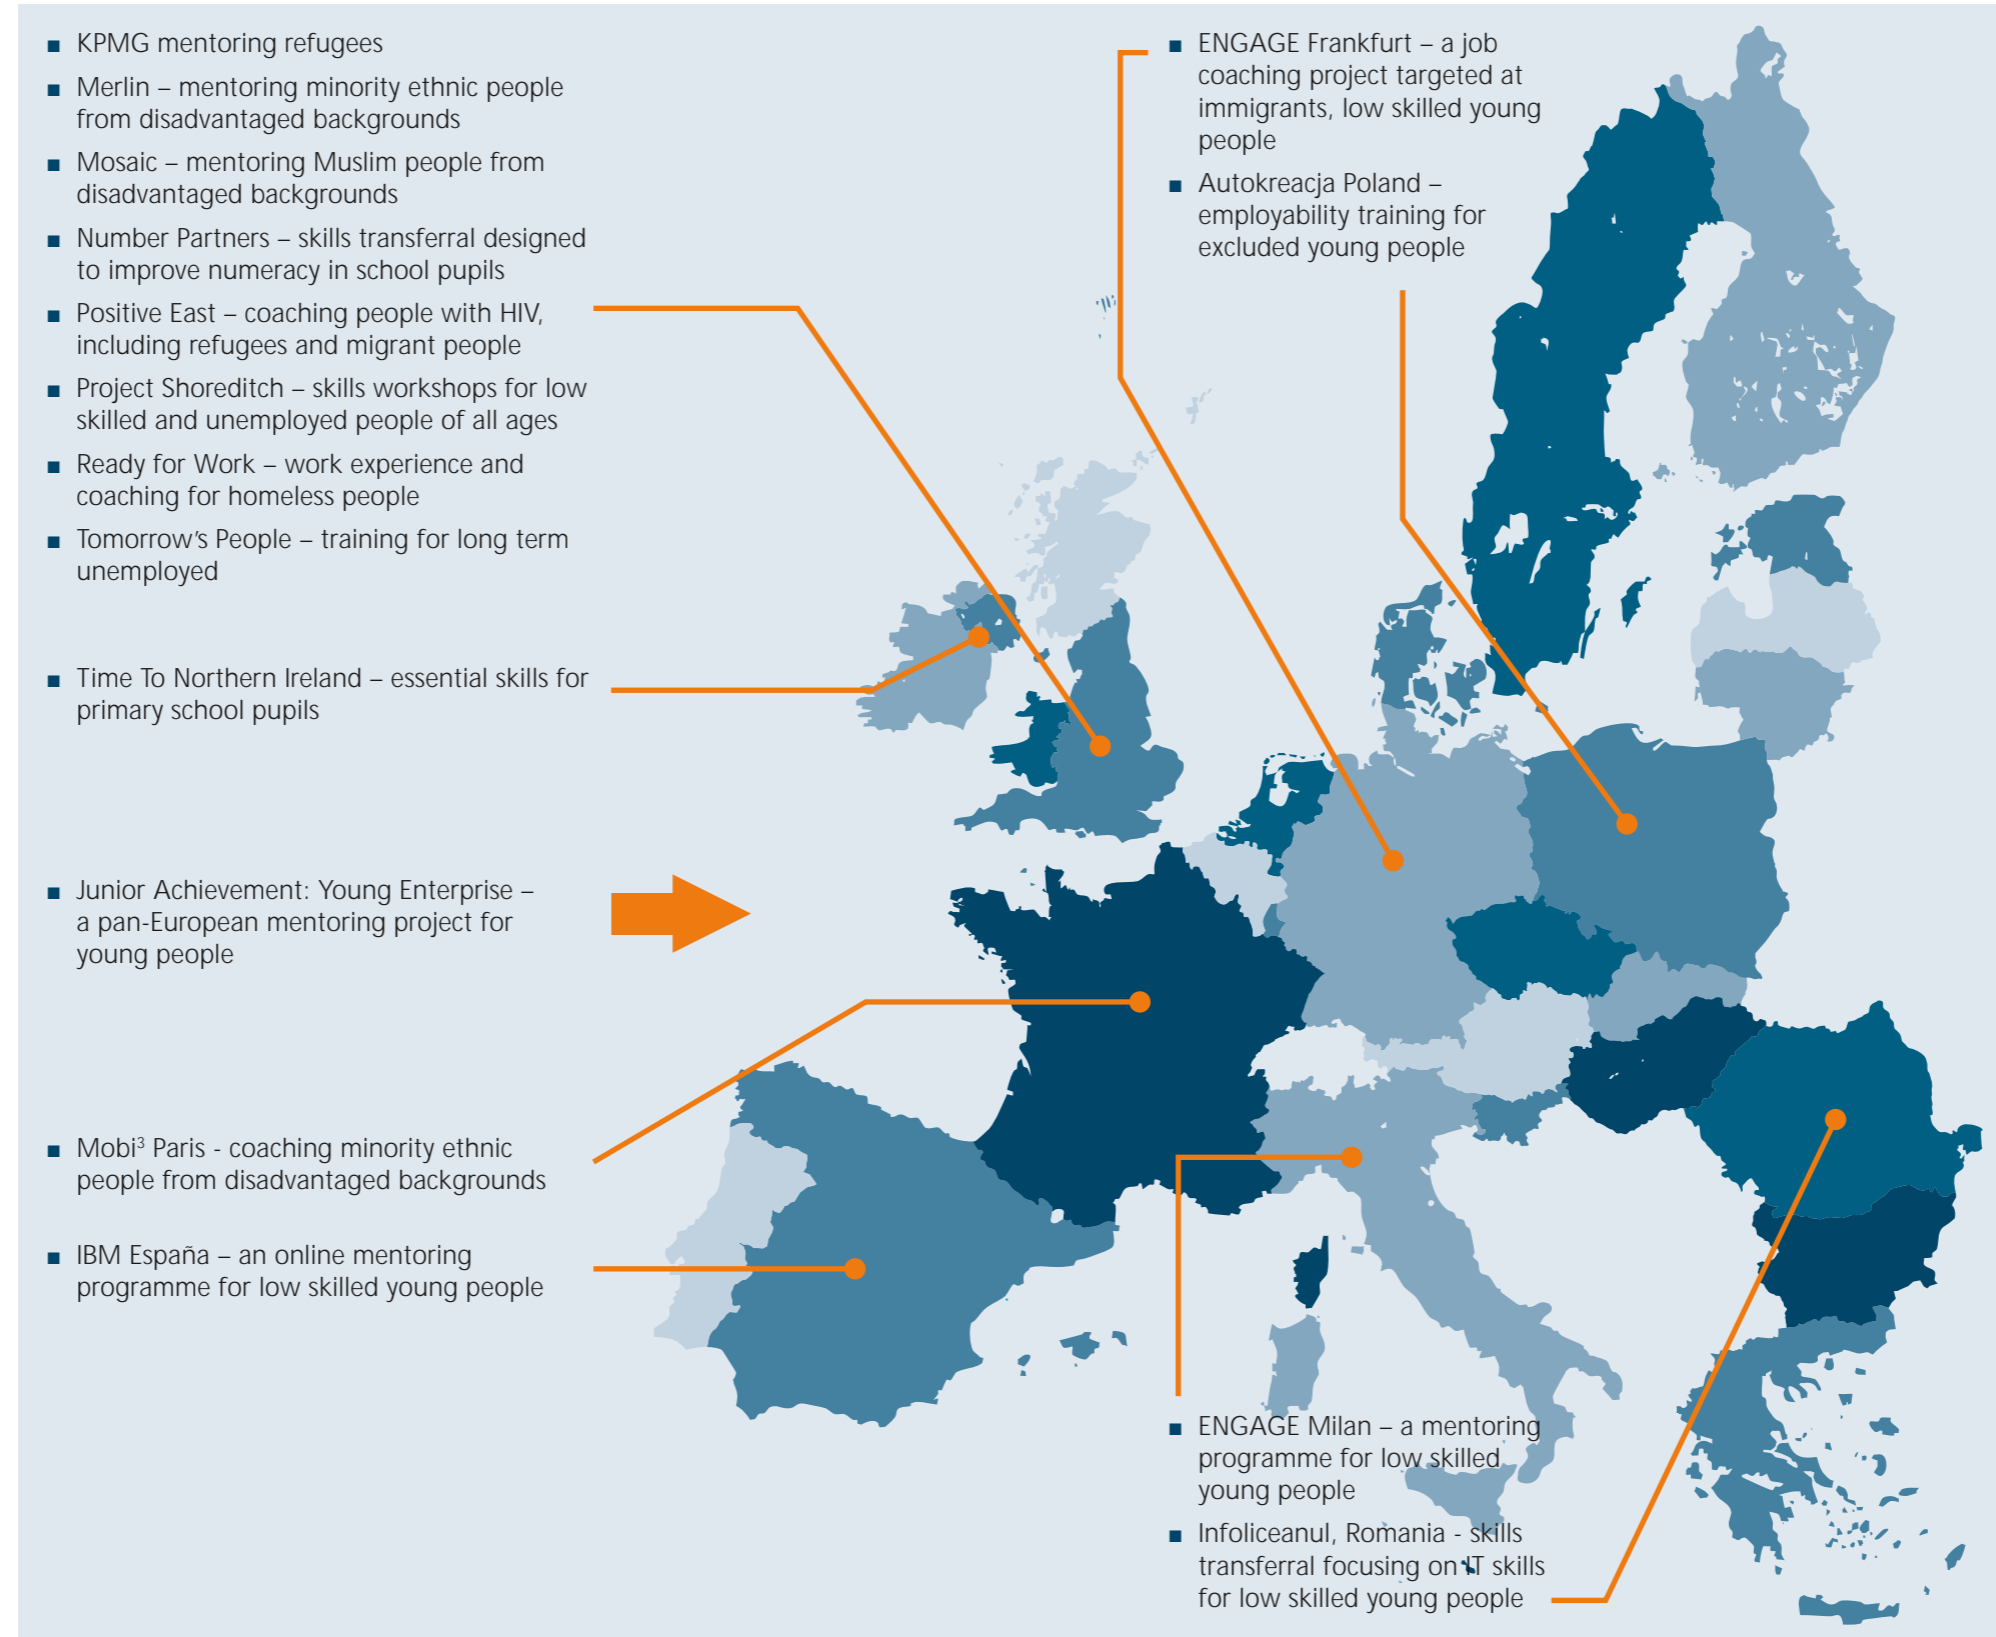 ■ KPMG mentoring refugees
■ Merlin – mentoring minority ethnic people
from disadvantaged backgrounds
■ Mosaic – mentoring Muslim people from
disadvantaged backgrounds
■ Number Partners – skills transferral designed
to improve numeracy in school pupils
■ Positive East – coaching people with HIV,
including refugees and migrant people
■ Project Shoreditch – skills workshops for low
skilled and unemployed people of all ages
■ Ready for Work – work experience and
coaching for homeless people
■ Tomorrow's People – training for long term
unemployed
■ Time To Northern Ireland – essential skills for
primary school pupils
■ Junior Achievement: Young Enterprise –
a pan-European mentoring project for
young people
■ Mobi³ Paris - coaching minority ethnic
people from disadvantaged backgrounds
■ IBM España – an online mentoring
programme for low skilled young people
■ ENGAGE Frankfurt – a job
coaching project targeted at
immigrants, low skilled young
people
■ Autokreacja Poland –
employability training for
excluded young people
■ ENGAGE Milan – a mentoring
programme for low skilled
young people
■ Infoliceanul, Romania - skills
transferral focusing on IT skills
for low skilled young people